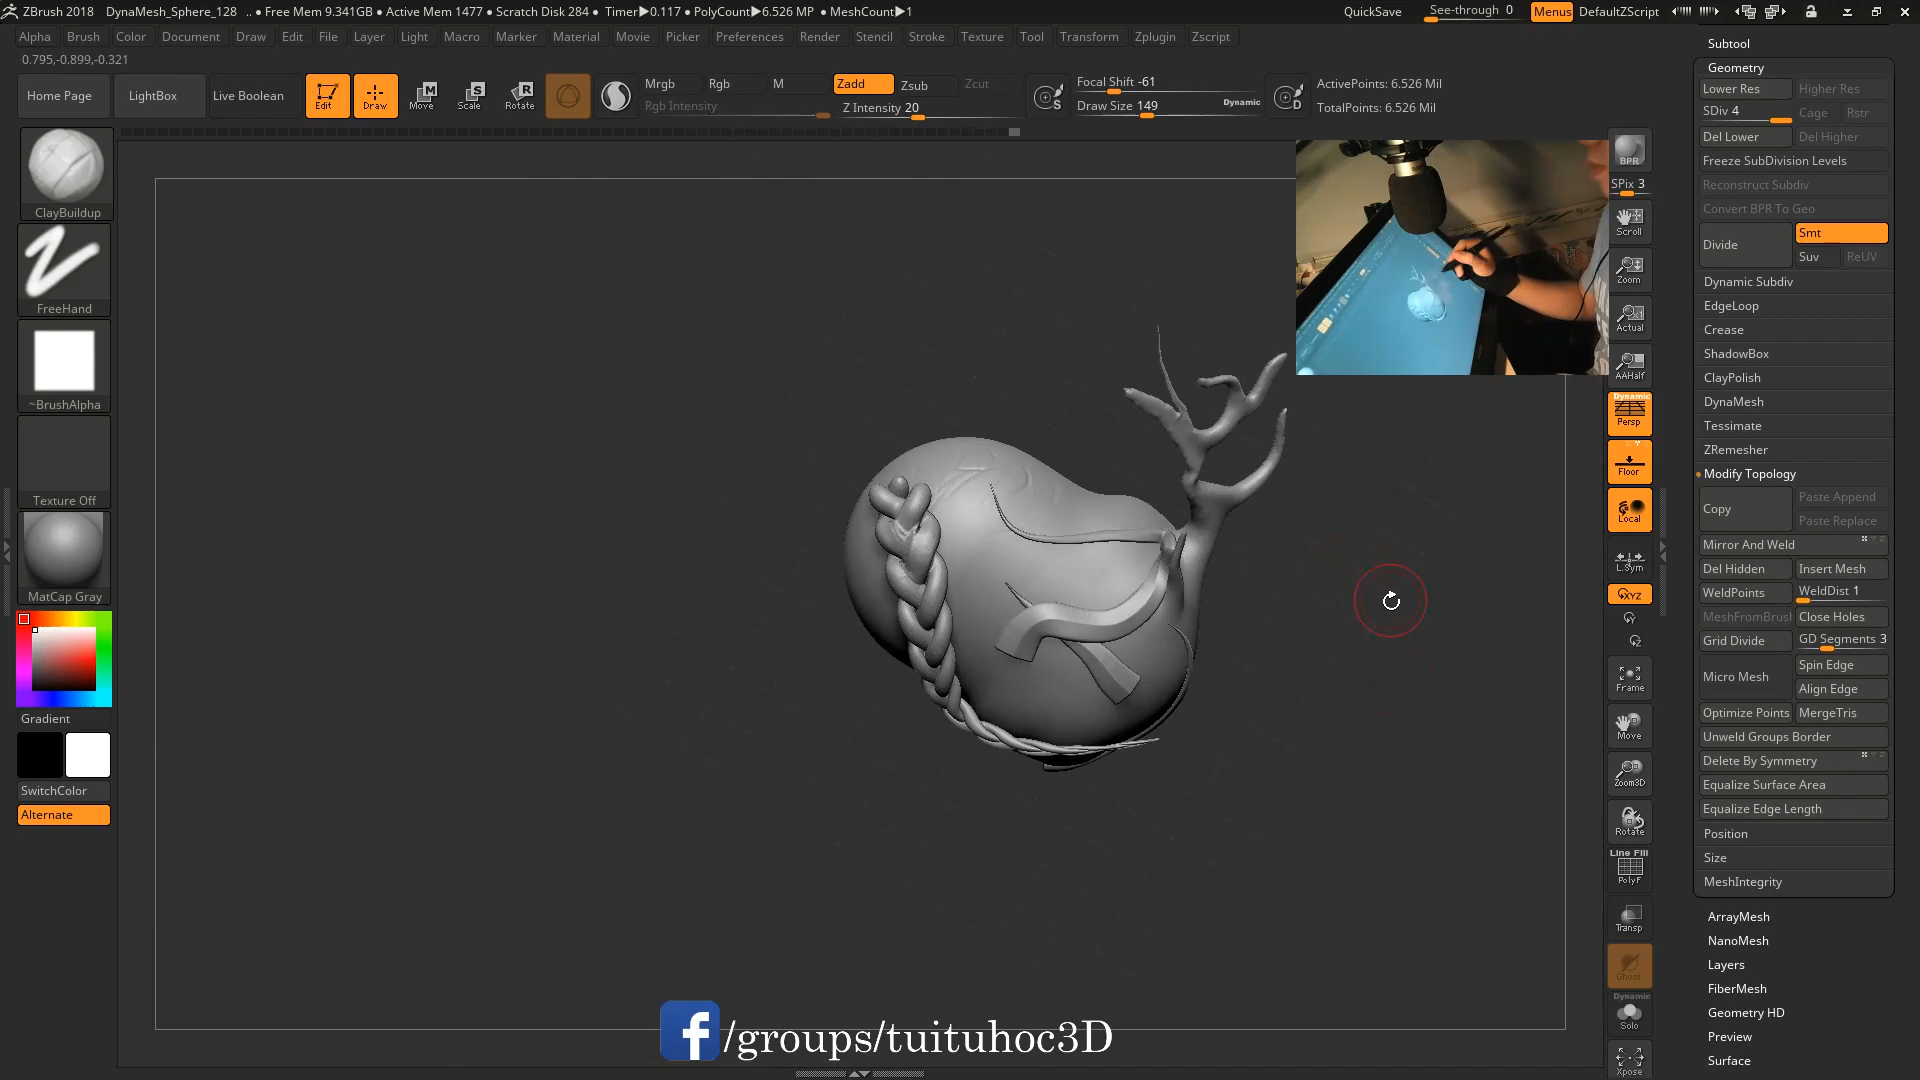 ZBrush 2018 DynaMesh_Sphere_128 .. • Free Mem 9.341GB • Active Mem 1477 • Scratch Disk 284 • Timer▶0.117 • PolyCount▶6.526 MP • MeshCount▶1 QuickSave See-through 0 Menus DefaultZScript
Alpha Brush Color Document Draw Edit File Layer Light Macro Marker Material Movie Picker Preferences Render Stencil Stroke Texture Tool Transform Zplugin Zscript
0.795,-0.899,-0.321
Home Page LightBox Live Boolean Edit Draw Move Scale Rotate
Mrgb Rgb M Zadd Zsub Zcut
Rgb Intensity Z Intensity 20
Focal Shift -61
Draw Size 149 Dynamic
ActivePoints: 6.526 Mil
TotalPoints: 6.526 Mil
ClayBuildup
FreeHand
~BrushAlpha
Texture Off
MatCap Gray
Gradient
SwitchColor
Alternate
BPR
SPix 3
Scroll
Zoom
Actual
AAHalf
Dynamic
Persp
Floor
Local
L.Sym
XYZ
Frame
Move
Zoom3D
Rotate
Line Fill
PolyF
Transp
Ghost
Dynamic
Solo
Xpose
Subtool
Geometry
Lower Res Higher Res
SDiv 4 Cage Rstr
Del Lower Del Higher
Freeze SubDivision Levels
Reconstruct Subdiv
Convert BPR To Geo
Divide Smt
Suv ReUV
Dynamic Subdiv
EdgeLoop
Crease
ShadowBox
ClayPolish
DynaMesh
Tessimate
ZRemesher
Modify Topology
Copy Paste Append
Paste Replace
Mirror And Weld
Del Hidden Insert Mesh
WeldPoints WeldDist 1
MeshFromBrush Close Holes
Grid Divide GD Segments 3
Micro Mesh Spin Edge
Align Edge
Optimize Points MergeTris
Unweld Groups Border
Delete By Symmetry
Equalize Surface Area
Equalize Edge Length
Position
Size
MeshIntegrity
ArrayMesh
NanoMesh
Layers
FiberMesh
Geometry HD
Preview
Surface
f /groups/tuituhoc3D